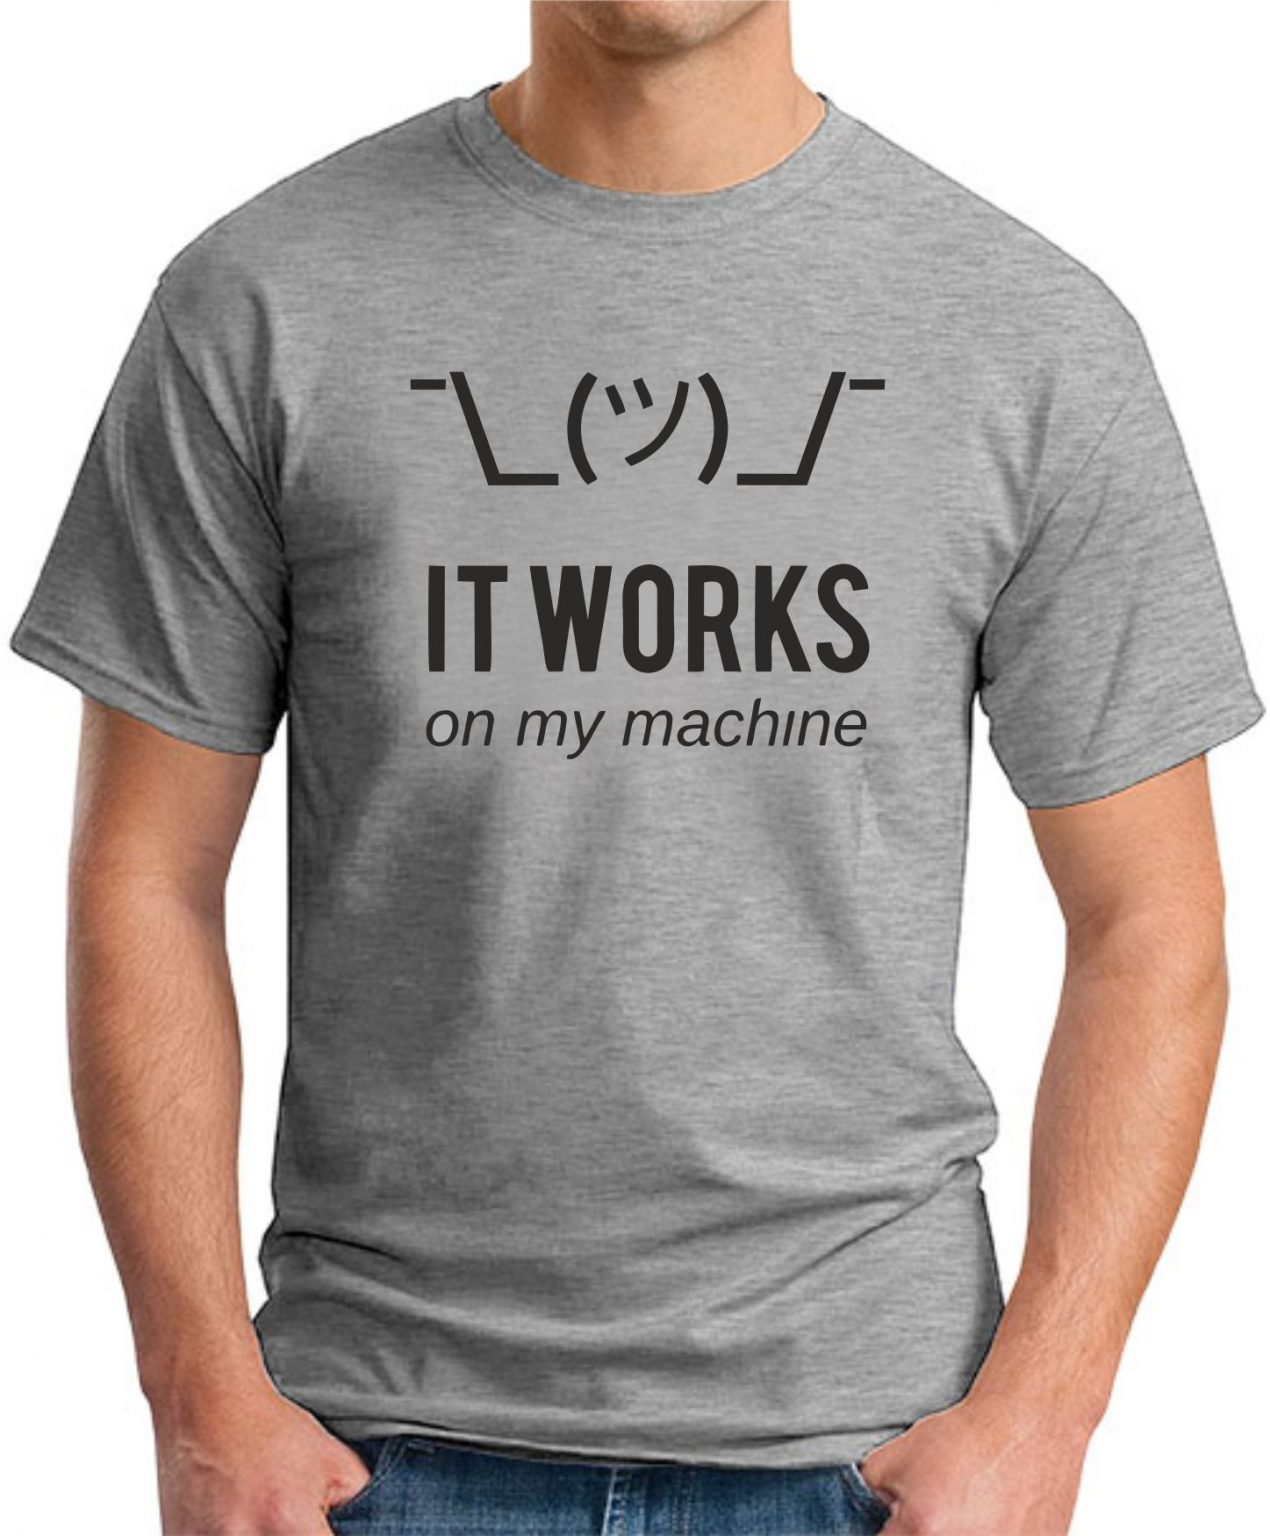 ¯\_(ツ)_/¯
IT WORKS
on my machine